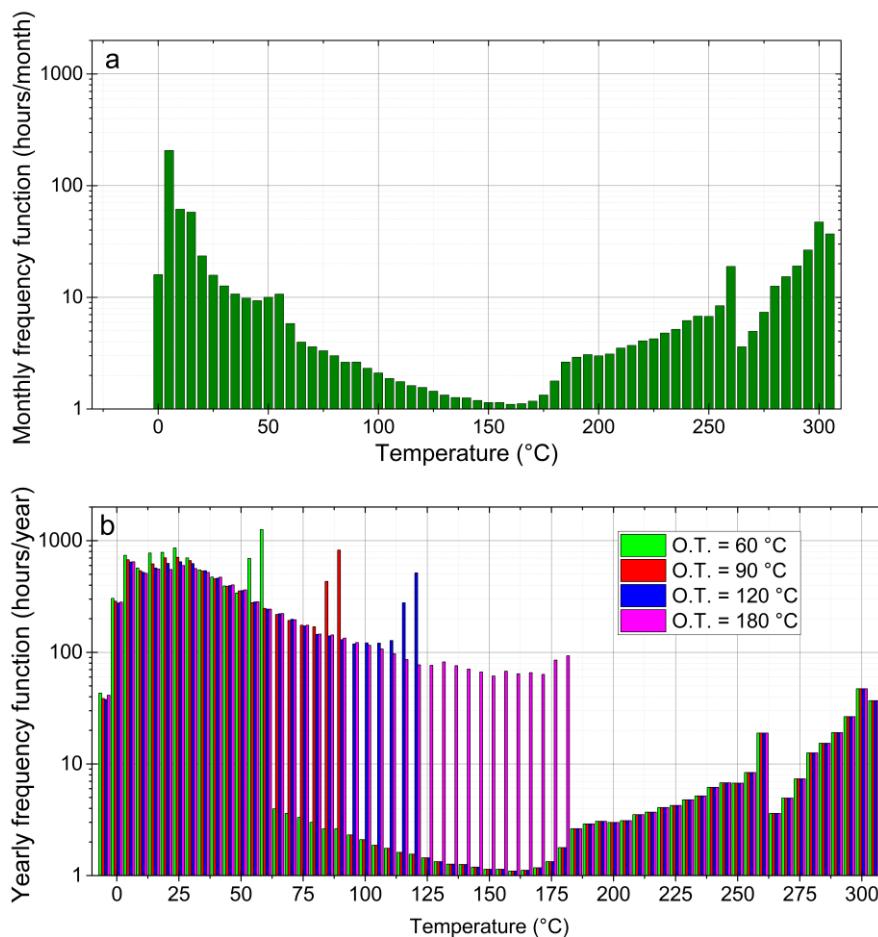 a
Monthly frequency function (hours/month)
1000
100
10
1
0 50 100 150 200 250 300
Temperature (°C)
b
Yearly frequency function (hours/year)
1000
100
10
1
O.T. = 60 °C
O.T. = 90 °C
O.T. = 120 °C
O.T. = 180 °C
0 25 50 75 100 125 150 175 200 225 250 275 300
Temperature (°C)